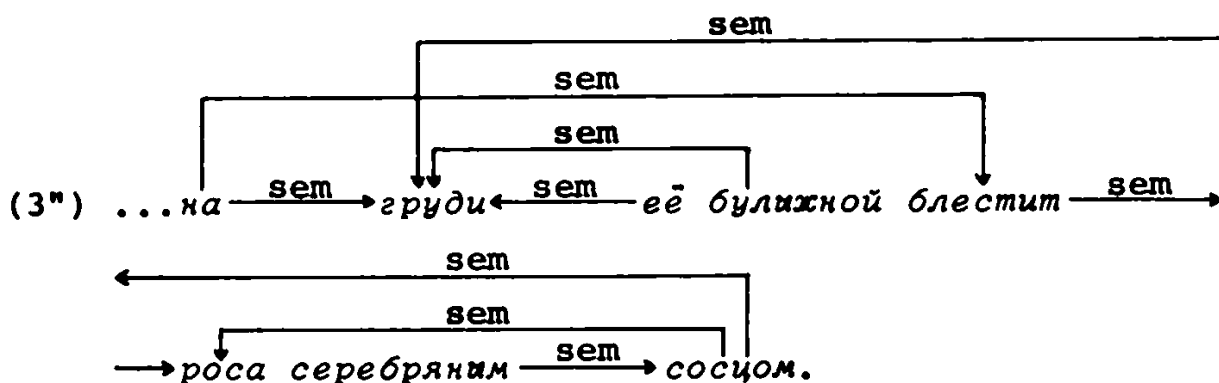 sem
sem
sem
(3") ...на sem груди sem её булыжной блестит sem
sem
sem
роса серебряным sem сосцом.